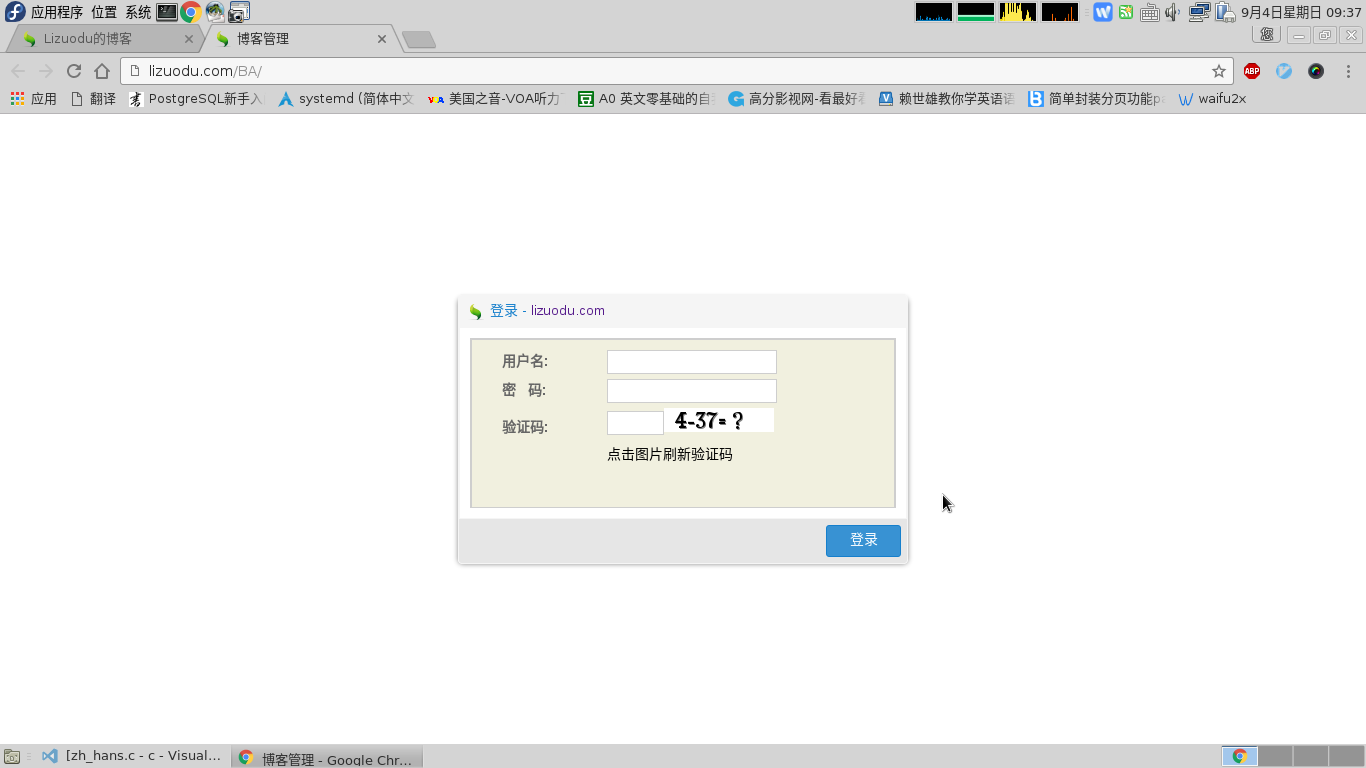 应用程序 位置 系统
9月4日星期日 09:37
Lizuodu的博客
博客管理
您
lizuodu.com/BA/
ABP
应用 翻译 PostgreSQL新手入 systemd (简体中文 美国之音-VOA听力 A0 英文零基础的自 高分影视网-看最好 赖世雄教你学英语 简单封装分页功能p waifu2x
登录 - lizuodu.com
用户名:
密 码:
验证码: 4-37= ?
点击图片刷新验证码
登录
[zh_hans.c - c - Visual... 博客管理 - Google Chr...